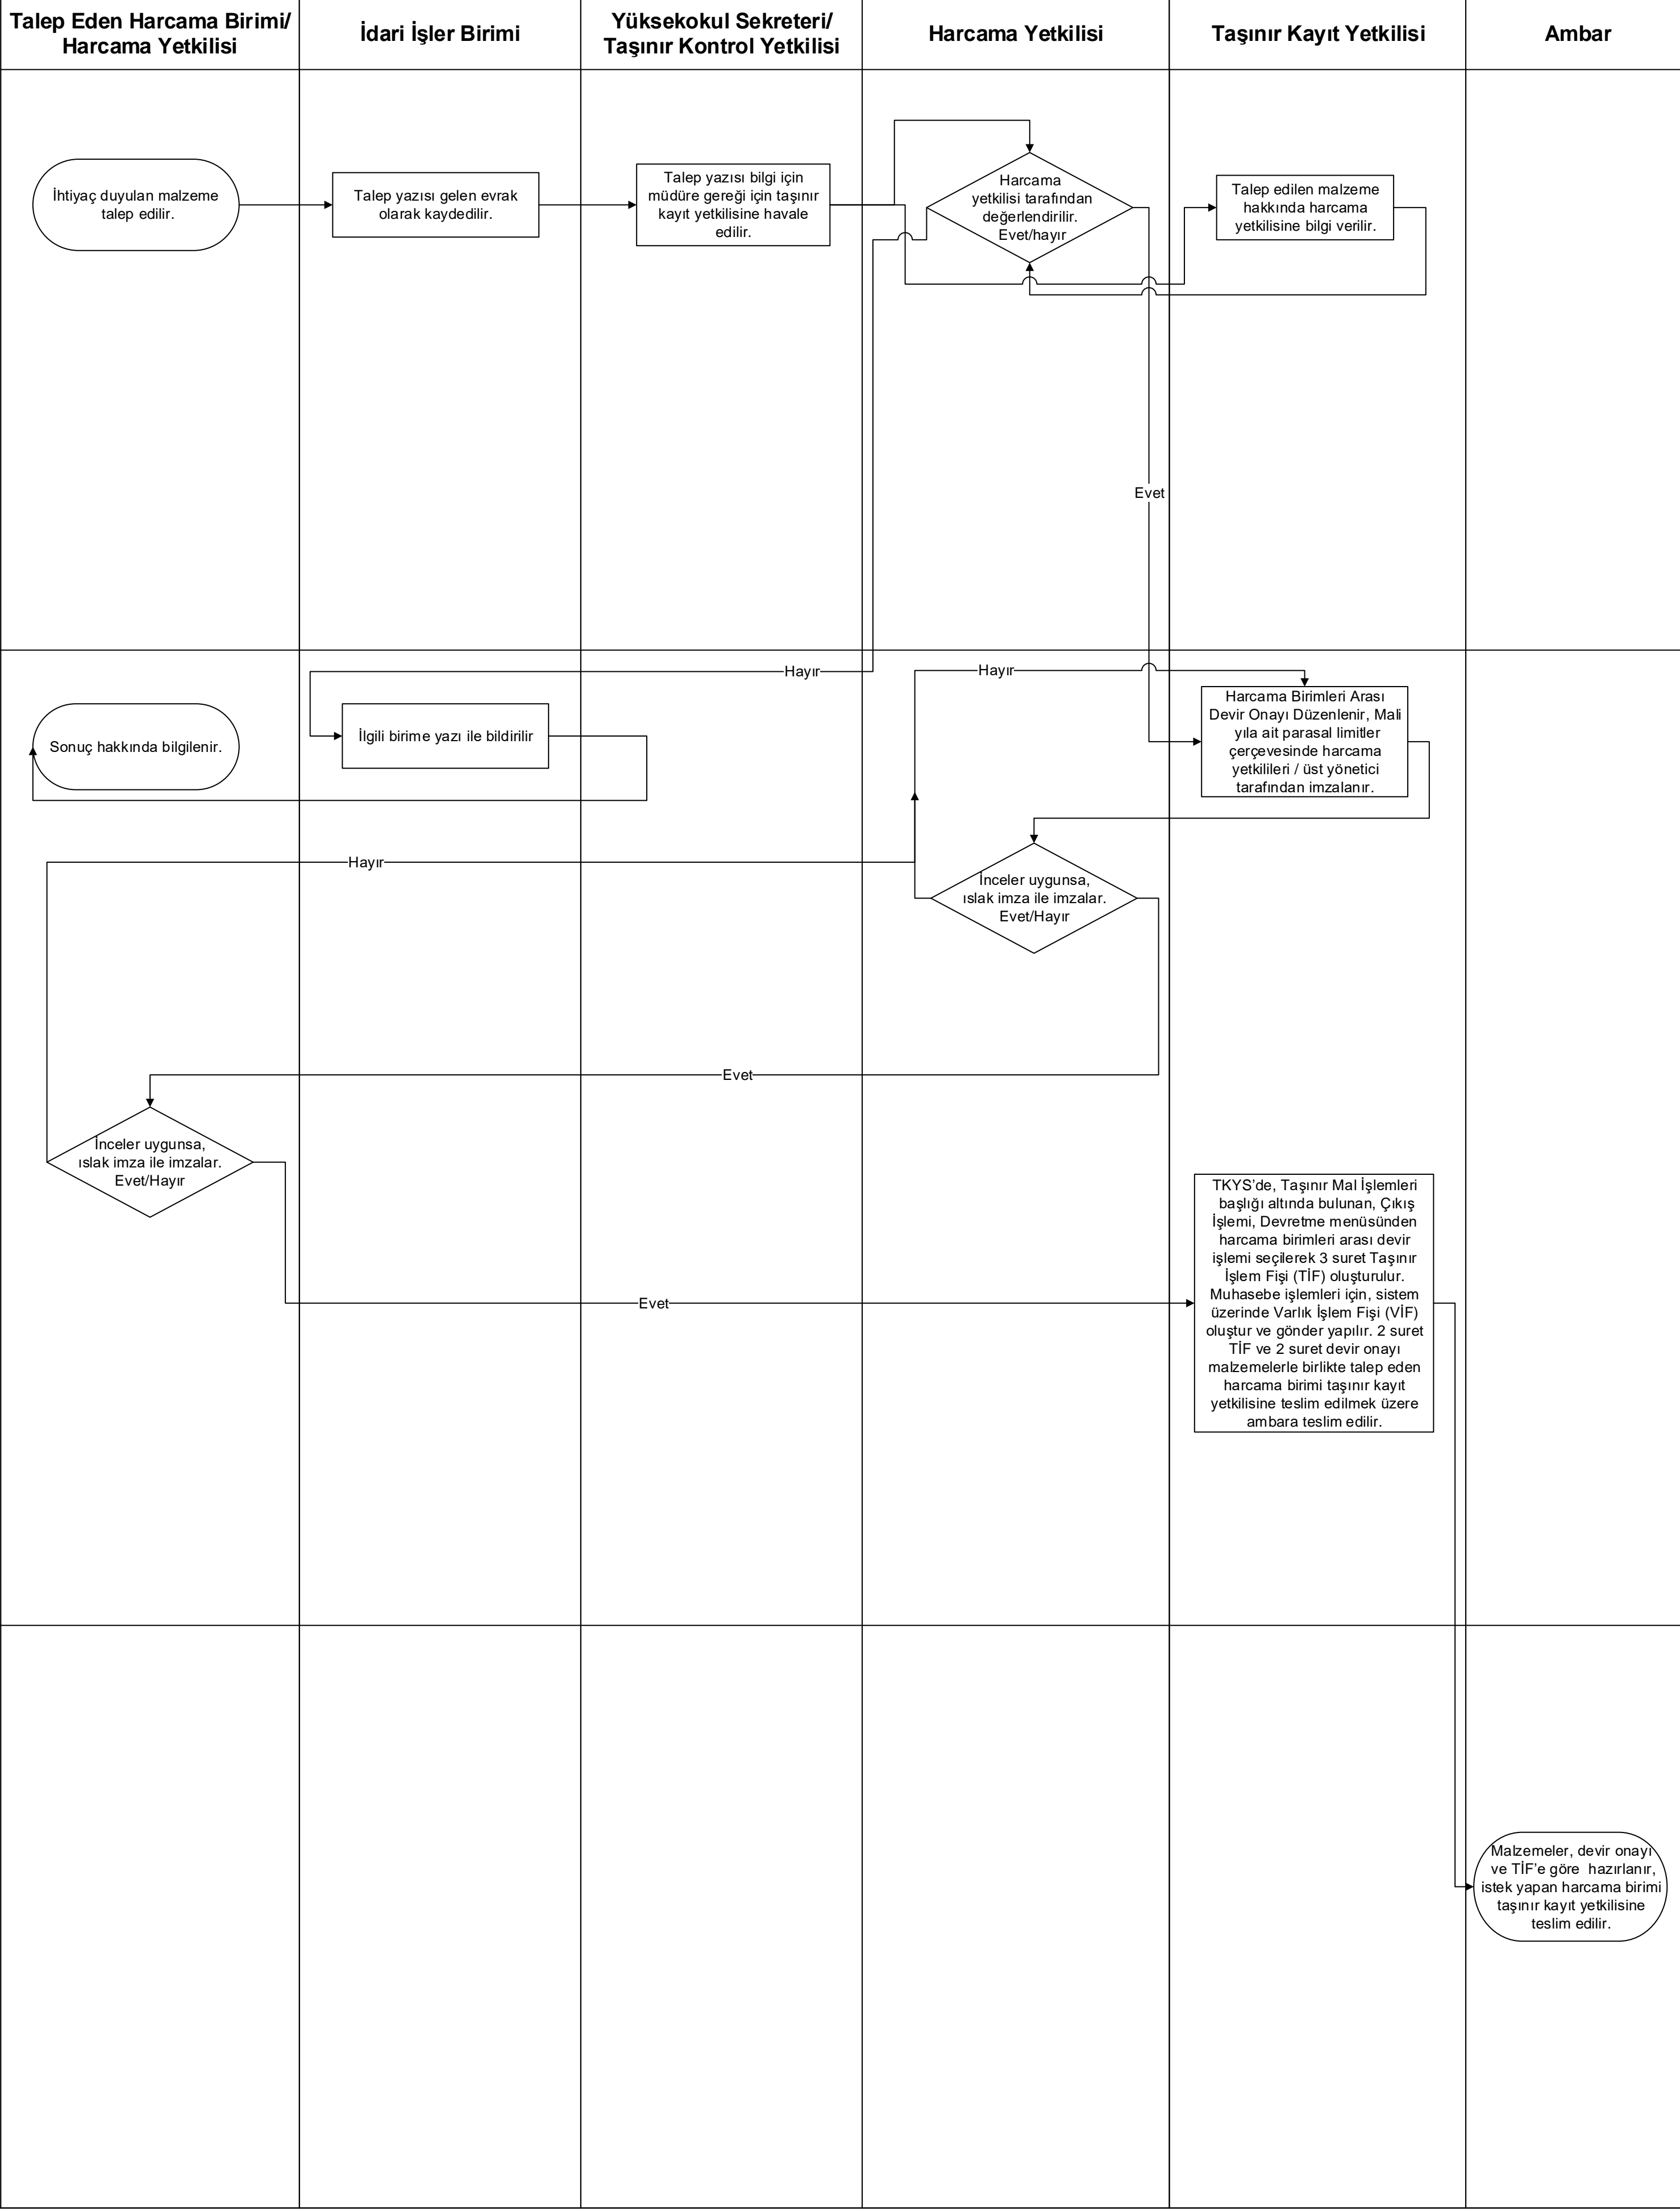 Talep Eden Harcama Birimi/
Harcama Yetkilisi
İdari İşler Birimi
Yüksekokul Sekreteri/
Taşınır Kontrol Yetkilisi
Harcama Yetkilisi
Taşınır Kayıt Yetkilisi
Ambar
İhtiyaç duyulan malzeme
talep edilir.
Talep yazısı gelen evrak
olarak kaydedilir.
Talep yazısı bilgi için
müdüre gereği için taşınır
kayıt yetkilisine havale
edilir.
Harcama
yetkilisi tarafından
değerlendirilir.
Evet/hayır
Talep edilen malzeme
hakkında harcama
yetkilisine bilgi verilir.
Evet
Hayır
Hayır
Sonuç hakkında bilgilenir.
İlgili birime yazı ile bildirilir
Harcama Birimleri Arası
Devir Onayı Düzenlenir, Mali
yıla ait parasal limitler
çerçevesinde harcama
yetkilileri / üst yönetici
tarafından imzalanır.
Hayır
İnceler uygunsa,
ıslak imza ile imzalar.
Evet/Hayır
Evet
İnceler uygunsa,
ıslak imza ile imzalar.
Evet/Hayır
Evet
TKYS’de, Taşınır Mal İşlemleri
başlığı altında bulunan, Çıkış
İşlemi, Devretme menüsünden
harcama birimleri arası devir
işlemi seçilerek 3 suret Taşınır
İşlem Fişi (TİF) oluşturulur.
Muhasebe işlemleri için, sistem
üzerinde Varlık İşlem Fişi (VİF)
oluştur ve gönder yapılır. 2 suret
TİF ve 2 suret devir onayı
malzemelerle birlikte talep eden
harcama birimi taşınır kayıt
yetkilisine teslim edilmek üzere
ambara teslim edilir.
Malzemeler, devir onayı
ve TİF’e göre  hazırlanır,
istek yapan harcama birimi
taşınır kayıt yetkilisine
teslim edilir.